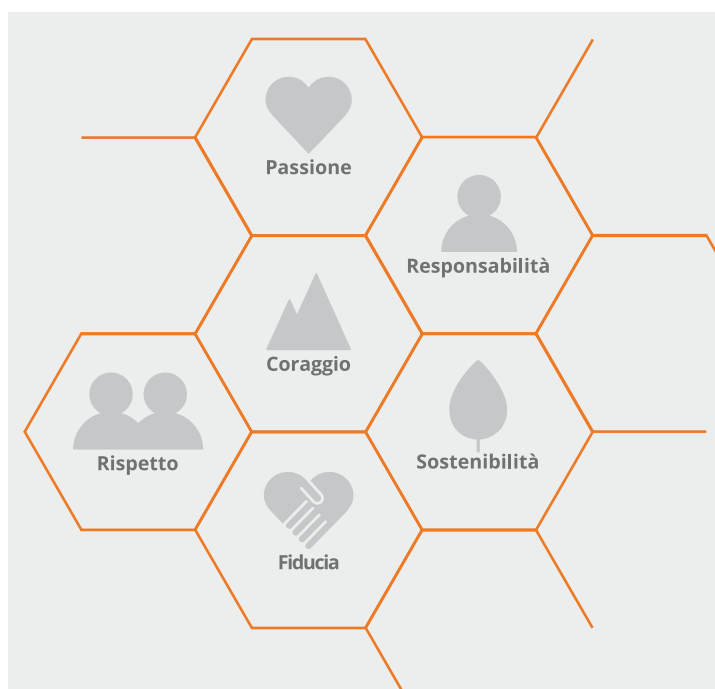 Passione
Responsabilità
Coraggio
Rispetto
Sostenibilità
Fiducia